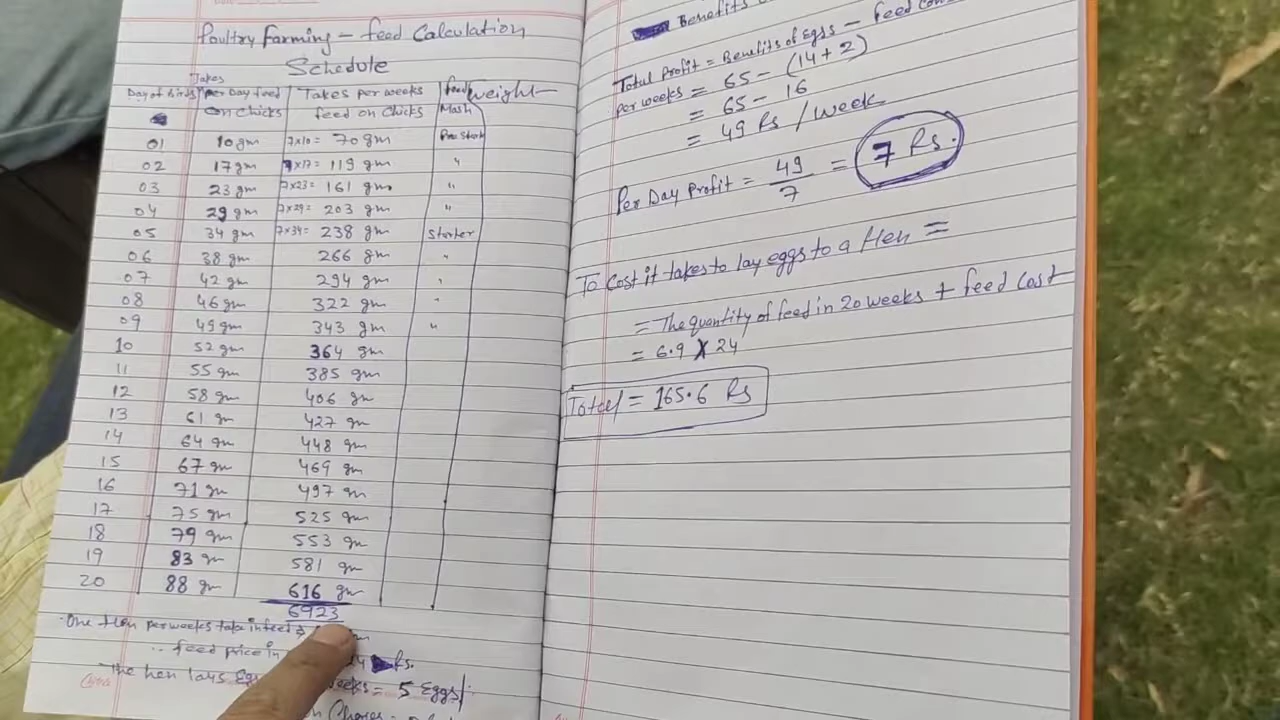 Poultry Farming - Feed Calculation
Schedule
Day of Birds Takes per Day feed on Chicks Takes per weeks feed on Chicks feed weight
Mash
01 10 gm 7x10= 70 gm Pre Start
02 17 gm 7x17= 119 gm "
03 23 gm 7x23= 161 gm "
04 29 gm 7x29= 203 gm "
05 34 gm 7x34= 238 gm Starter
06 38 gm 266 gm "
07 42 gm 294 gm "
08 46 gm 322 gm "
09 49 gm 343 gm "
10 52 gm 364 gm
11 55 gm 385 gm
12 58 gm 406 gm
13 61 gm 427 gm
14 64 gm 448 gm
15 67 gm 469 gm
16 71 gm 497 gm
17 75 gm 525 gm
18 79 gm 553 gm
19 83 gm 581 gm
20 88 gm 616 gm
6923
One Hen per weeks take in feed
feed price in Rs.
The hen lays = 5 Eggs/-
Benefits
Total Profit = Benefits of Eggs - feed
per weeks = 65 - (14+2)
= 65 - 16
= 49 Rs / week
Per Day Profit = 49/7 = 7 Rs.
To Cost it takes to lay eggs to a Hen =
= The quantity of feed in 20 weeks + feed cost
= 6.9 X 24
Total = 165.6 Rs